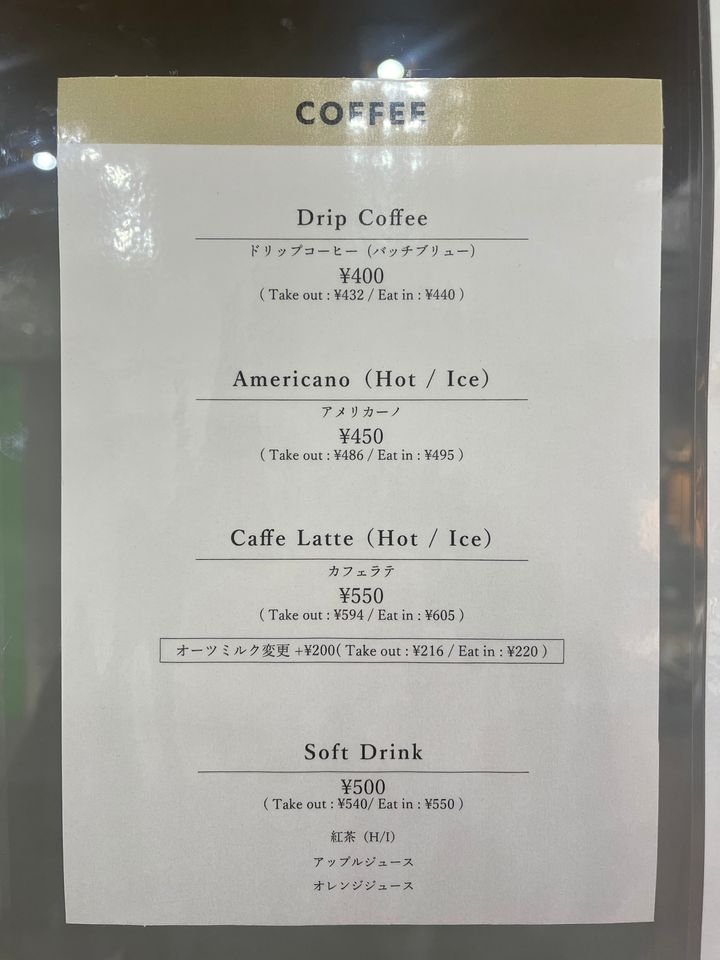 COFFEE
Drip Coffee
ドリップコーヒー（バッチブリュー）
¥400
( Take out : ¥432 / Eat in : ¥440 )
Americano（Hot / Ice）
アメリカーノ
¥450
( Take out : ¥486 / Eat in : ¥495 )
Caffe Latte（Hot / Ice）
カフェラテ
¥550
( Take out : ¥594 / Eat in : ¥605 )
オーツミルク変更 +¥200( Take out : ¥216 / Eat in : ¥220 )
Soft Drink
¥500
( Take out : ¥540/ Eat in : ¥550 )
紅茶（H/I）
アップルジュース
オレンジジュース